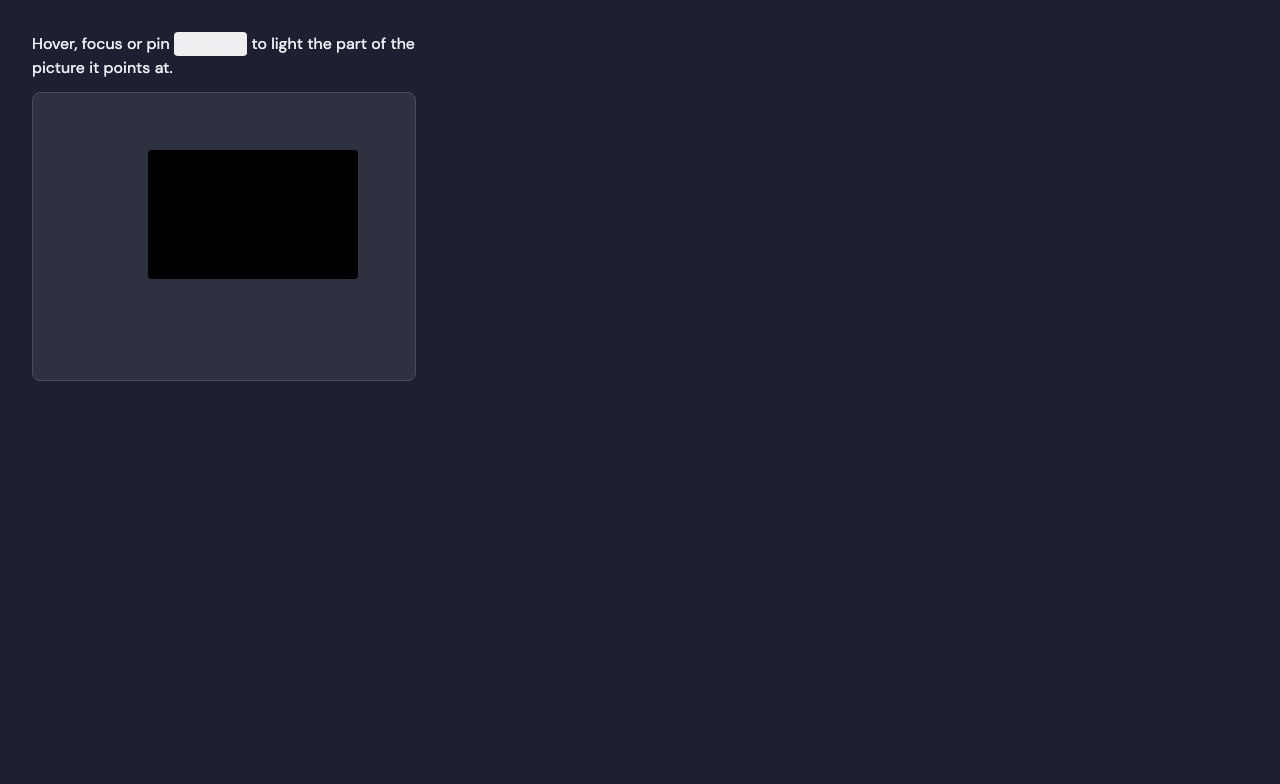 Hover, focus or pin to light the part of the
picture it points at.